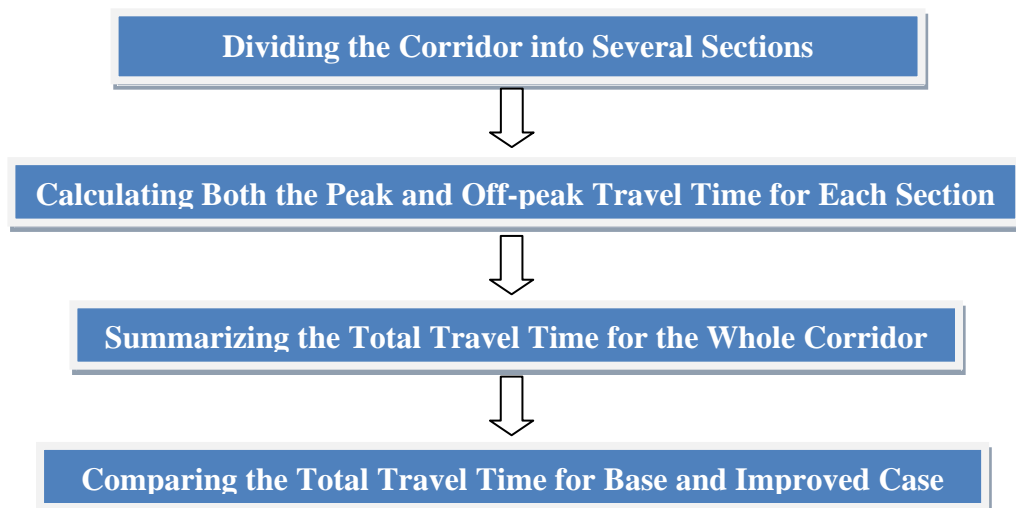 Dividing the Corridor into Several Sections
Calculating Both the Peak and Off-peak Travel Time for Each Section
Summarizing the Total Travel Time for the Whole Corridor
Comparing the Total Travel Time for Base and Improved Case